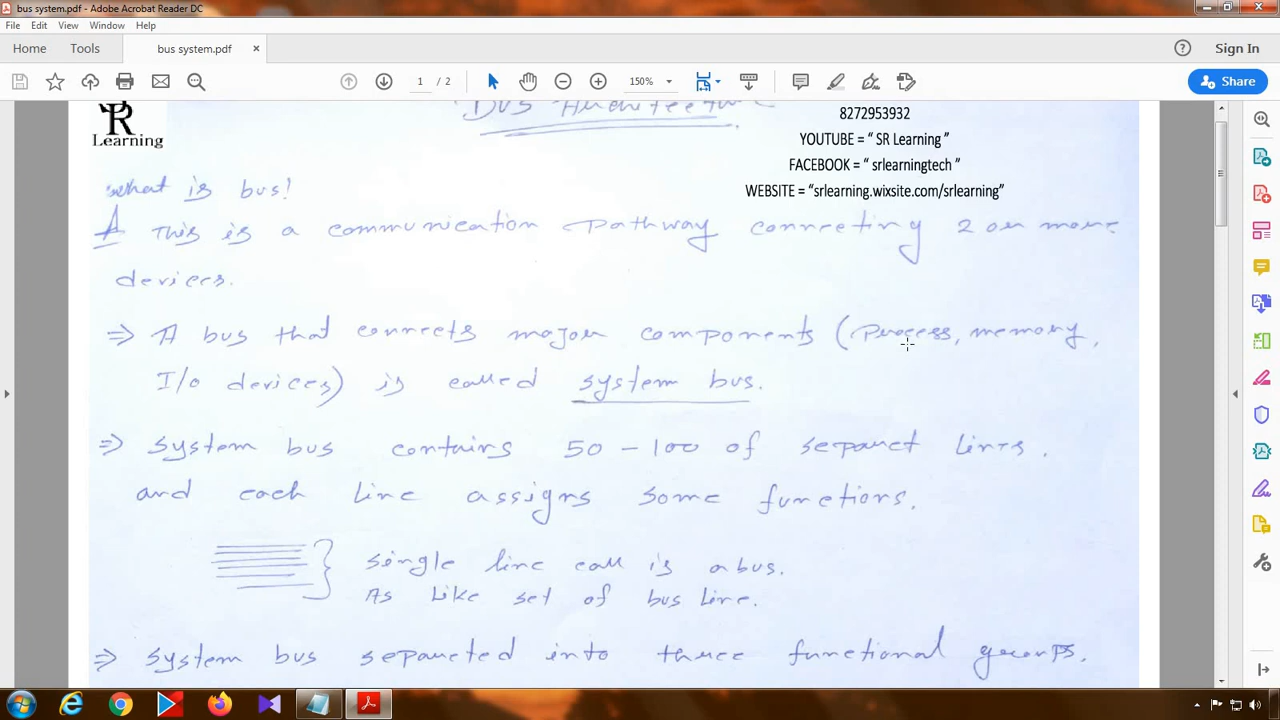 bus system.pdf - Adobe Acrobat Reader DC
File Edit View Window Help
Home Tools bus system.pdf × Sign In
1 / 2 150% Share
Bus Architecture
R
Learning
8272953932
YOUTUBE = “ SR Learning ”
FACEBOOK = “ srlearningtech ”
WEBSITE = “srlearning.wixsite.com/srlearning”
what is bus!
A This is a communication pathway connecting 2 or more
devices.
⇒ A bus that connects major components (process, memory,
I/O devices) is called system bus.
⇒ system bus contains 50 – 100 of separet lines.
and each line assigns some functions.
single line call is a bus.
As like set of bus line.
⇒ system bus separeted into three functional groups.